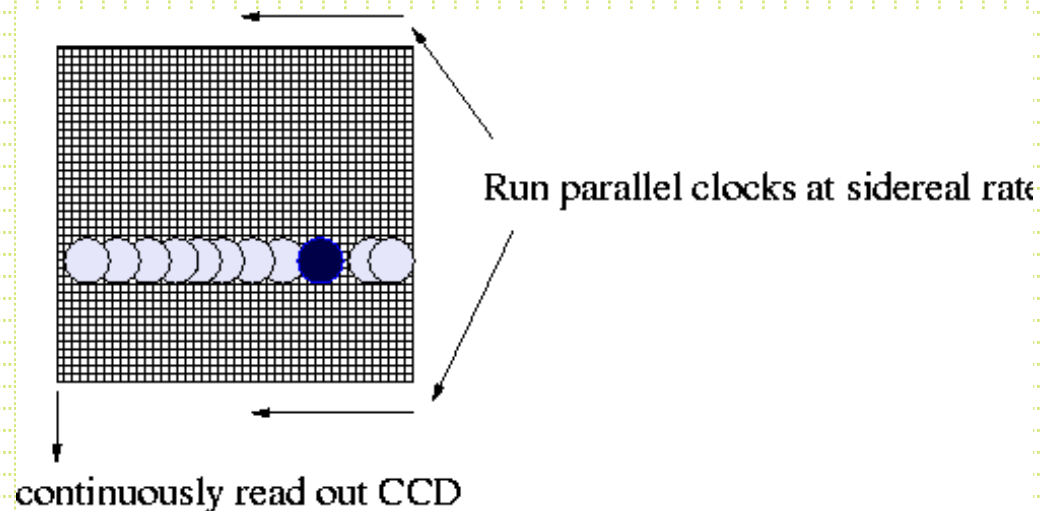 Run parallel clocks at sidereal rate
continuously read out CCD